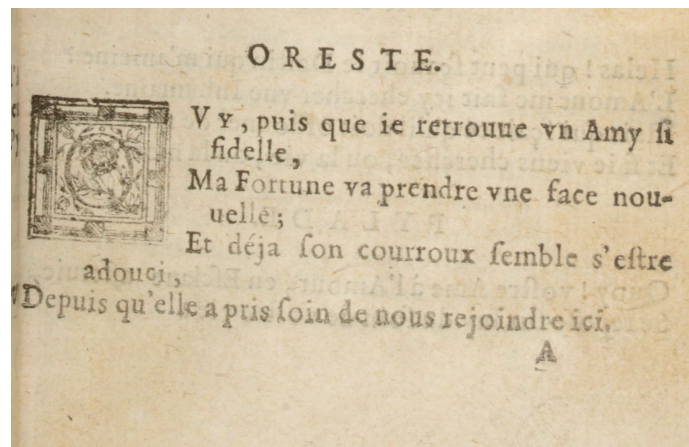 ORESTE.
OVY, puis que ie retrouue vn Amy ſi
fidelle,
Ma Fortune va prendre vne face nou-
uelle;
Et déja ſon courroux ſemble s'eſtre
adouci,
Depuis qu'elle a pris ſoin de nous rejoindre ici.
A